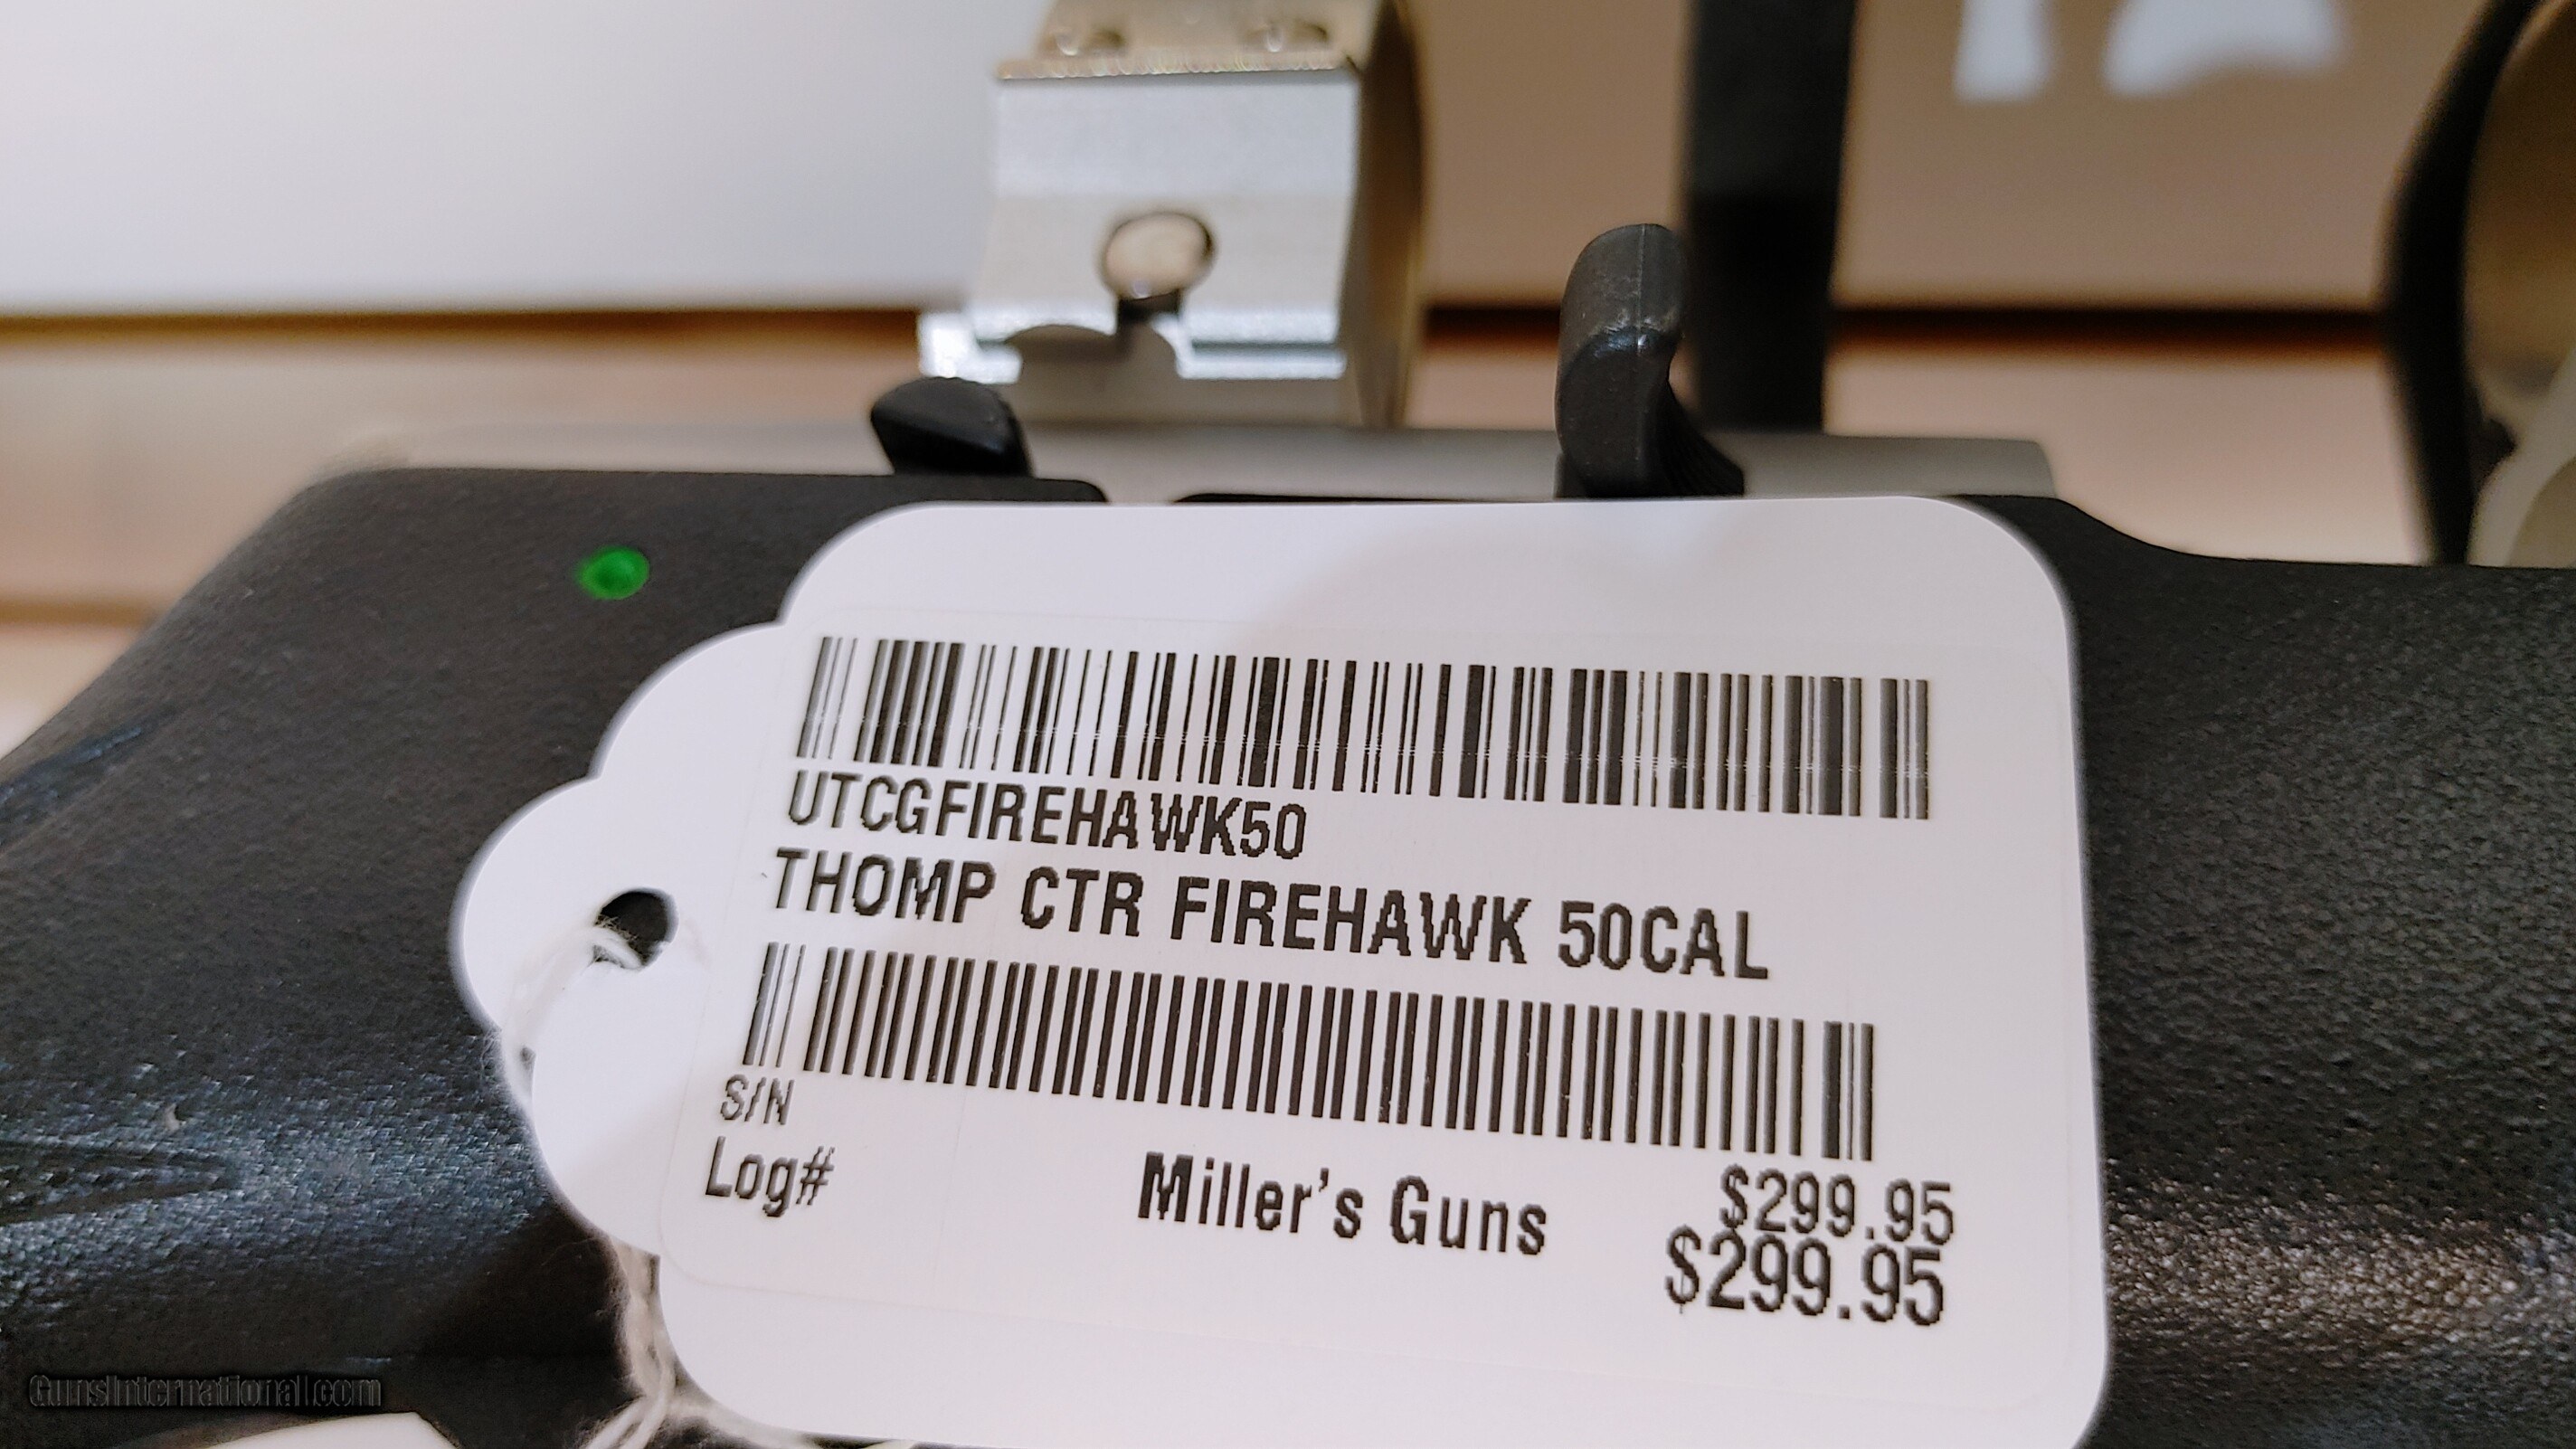 UTCGFIREHAWK50
THOMP CTR FIREHAWK 50CAL
S/N
Log#
Miller's Guns
$299.95
$299.95
GunsInternational.com